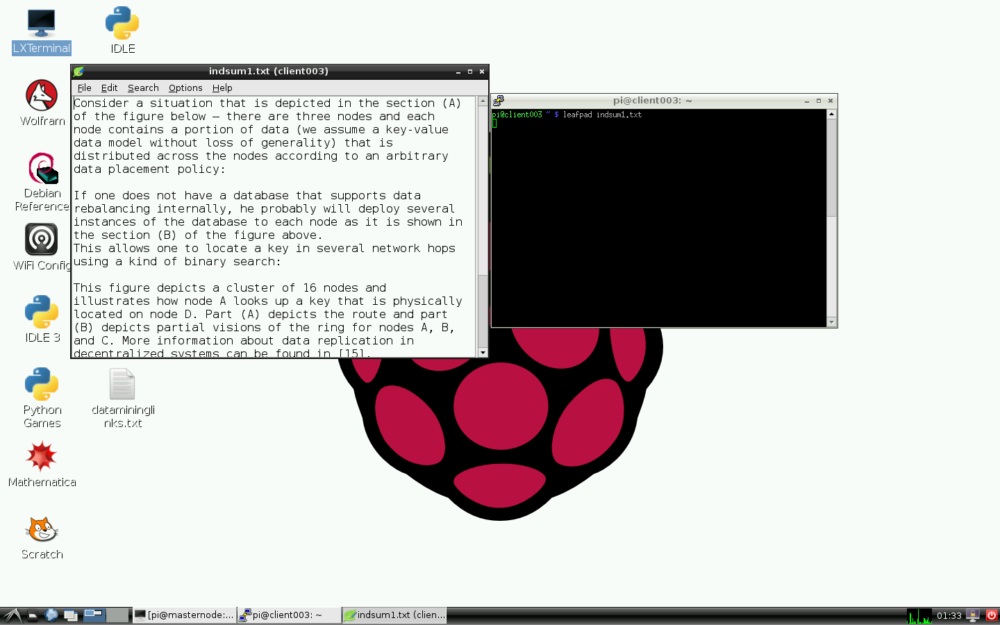 LXTerminal
IDLE
Wolfram
Debian
Reference
WiFi Config
IDLE 3
Python
Games
dataminingli
nks.txt
Mathematica
Scratch
indsum1.txt (client003)
File Edit Search Options Help
Consider a situation that is depicted in the section (A)
of the figure below – there are three nodes and each
node contains a portion of data (we assume a key-value
data model without loss of generality) that is
distributed across the nodes according to an arbitrary
data placement policy:
If one does not have a database that supports data
rebalancing internally, he probably will deploy several
instances of the database to each node as it is shown in
the section (B) of the figure above.
This allows one to locate a key in several network hops
using a kind of binary search:
This figure depicts a cluster of 16 nodes and
illustrates how node A looks up a key that is physically
located on node D. Part (A) depicts the route and part
(B) depicts partial visions of the ring for nodes A, B,
and C. More information about data replication in
decentralized systems can be found in [15].
pi@client003: ~
pi@client003 ~ $ leafpad indsum1.txt
[pi@masternode:...
pi@client003: ~
indsum1.txt (clien...
01:33